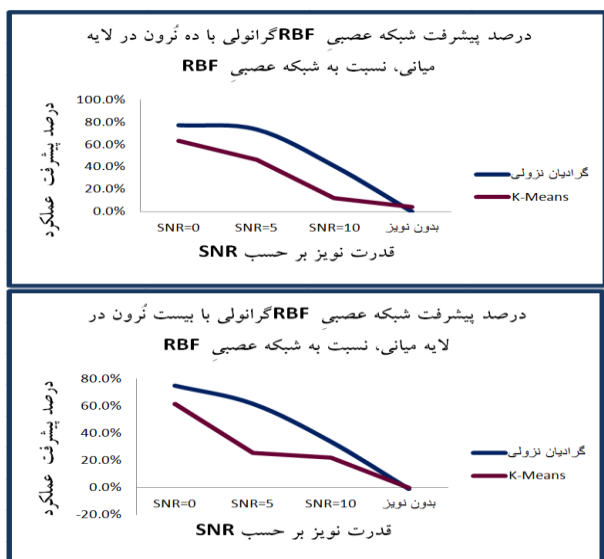 درصد پیشرفت شبکه عصبیِ RBFگرانولی با ده نُرون در لایه
میانی، نسبت به شبکه عصبیِ RBF
درصد پیشرفت عملکرد
100.0%
80.0%
60.0%
40.0%
20.0%
0.0%
SNR=0
SNR=5
SNR=10
بدون نویز
گرادیان نزولی
K-Means
قدرت نویز بر حسب SNR
درصد پیشرفت شبکه عصبیِ RBFگرانولی با بیست نُرون در
لایه میانی، نسبت به شبکه عصبیِ RBF
درصد پیشرفت عملکرد
80.0%
60.0%
40.0%
20.0%
0.0%
-20.0%
SNR=0
SNR=5
SNR=10
بدون نویز
گرادیان نزولی
K-Means
قدرت نویز بر حسب SNR